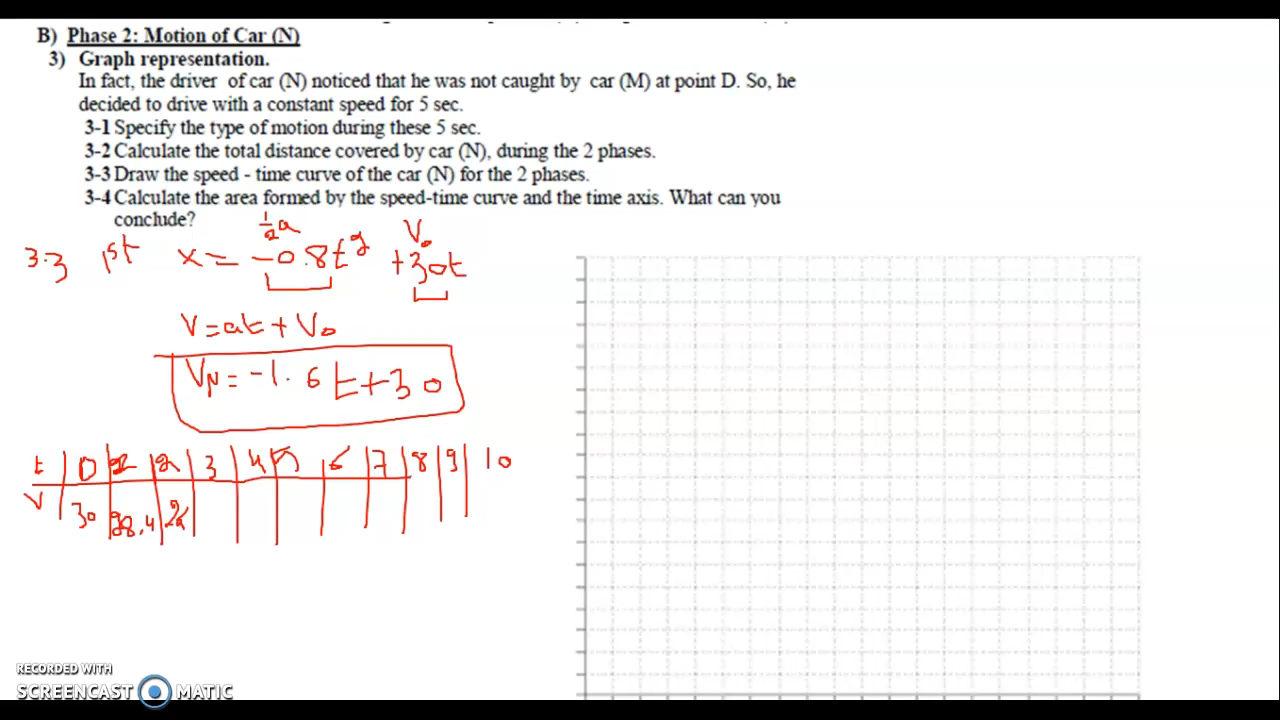 B) Phase 2: Motion of Car (N)
3) Graph representation.
In fact, the driver of car (N) noticed that he was not caught by car (M) at point D. So, he
decided to drive with a constant speed for 5 sec.
3-1 Specify the type of motion during these 5 sec.
3-2 Calculate the total distance covered by car (N), during the 2 phases.
3-3 Draw the speed - time curve of the car (N) for the 2 phases.
3-4 Calculate the area formed by the speed-time curve and the time axis. What can you
conclude?
1/2 a V0
3.3 1st x = -0.8t² +30t
V = at + V0
VN = -1.6t + 30
t 0 2 3 4 5 6 7 8 9 10
V 30 28.4
RECORDED WITH
SCREENCAST MATIC